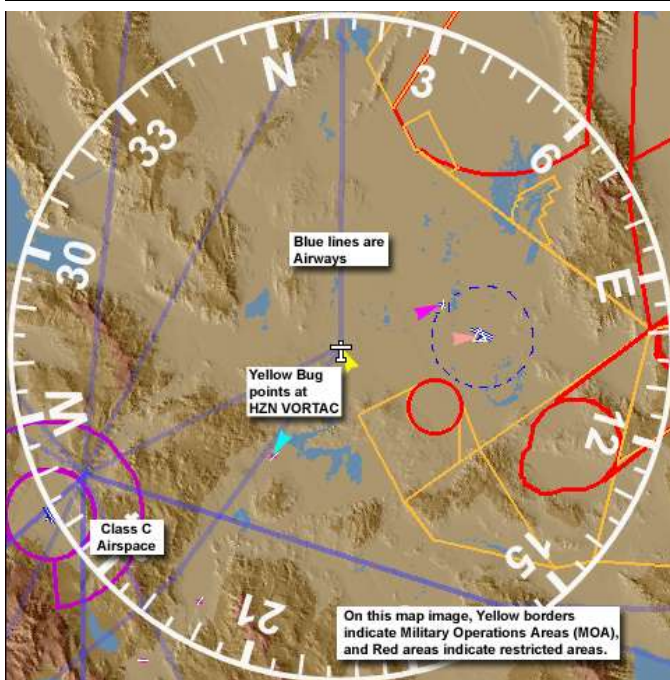 N
3
33
6
Blue lines are
Airways
30
E
Yellow Bug
points at
HZN VORTAC
W
12
Class C
Airspace
15
21
On this map image, Yellow borders
indicate Military Operations Areas (MOA),
and Red areas indicate restricted areas.